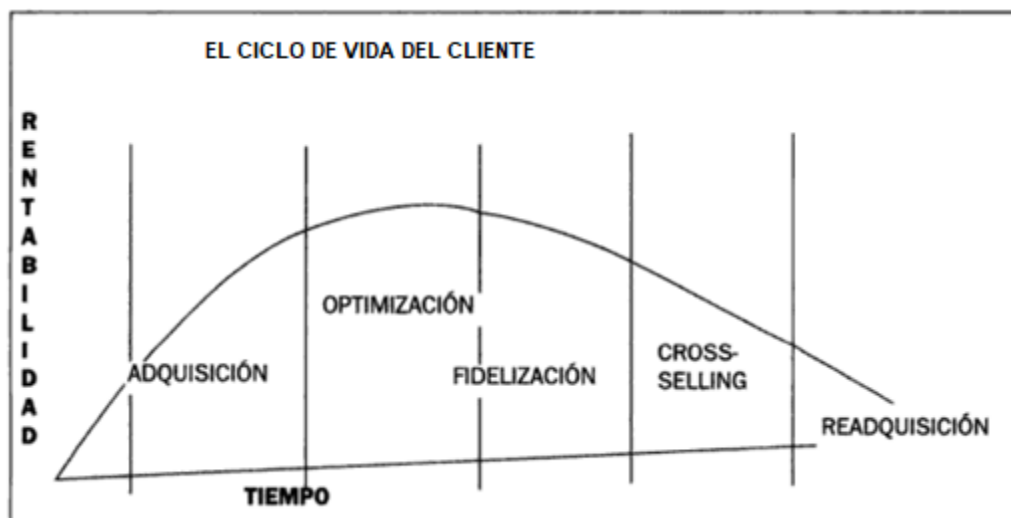 EL CICLO DE VIDA DEL CLIENTE
RENTABILIDAD
OPTIMIZACIÓN
ADQUISICIÓN
FIDELIZACIÓN
CROSS-
SELLING
READQUISICIÓN
TIEMPO